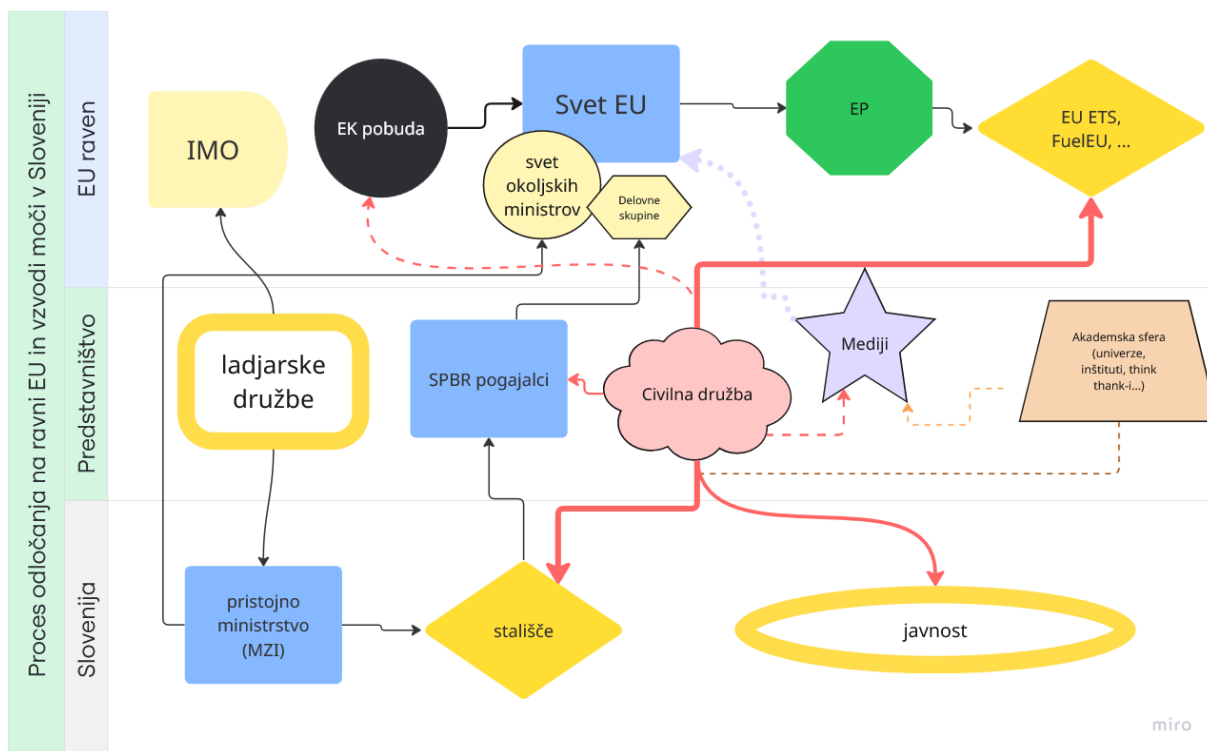 Proces odločanja na ravni EU in vzvodi moči v Sloveniji
EU raven
IMO
EK pobuda
Svet EU
svet
okoljskih
ministrov
Delovne
skupine
EP
EU ETS,
FuelEU, ...
Predstavništvo
ladjarske
družbe
SPBR pogajalci
Civilna družba
Mediji
Akademska sfera
(univerze,
inštituti, think
thank-i...)
Slovenija
pristojno
ministrstvo
(MZI)
stališče
javnost
miro